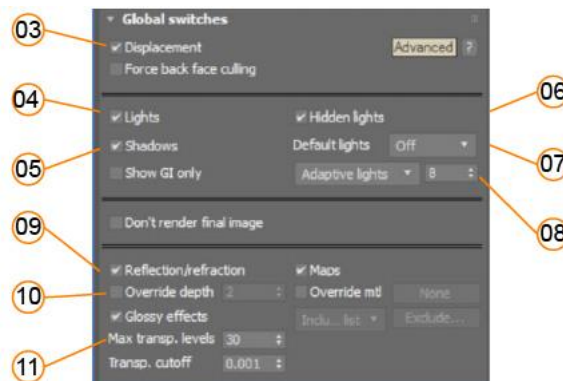 Global switches
03
Displacement Advanced ?
Force back face culling
04 06
Lights Hidden lights
05 Shadows Default lights Off 07
Show GI only Adaptive lights 8
08
Don't render final image
09
Reflection/refraction Maps
10 Override depth 2 Override mtl None
Glossy effects Inclu... list Exclude...
Max transp. levels 30
11 Transp. cutoff 0.001